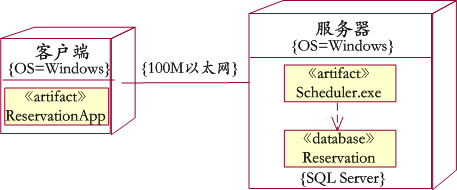 客户端
{OS=Windows}
《artifact》
ReservationApp
{100M以太网}
服务器
{OS=Windows}
《artifact》
Scheduler.exe
《database》
Reservation
{SQL Server}